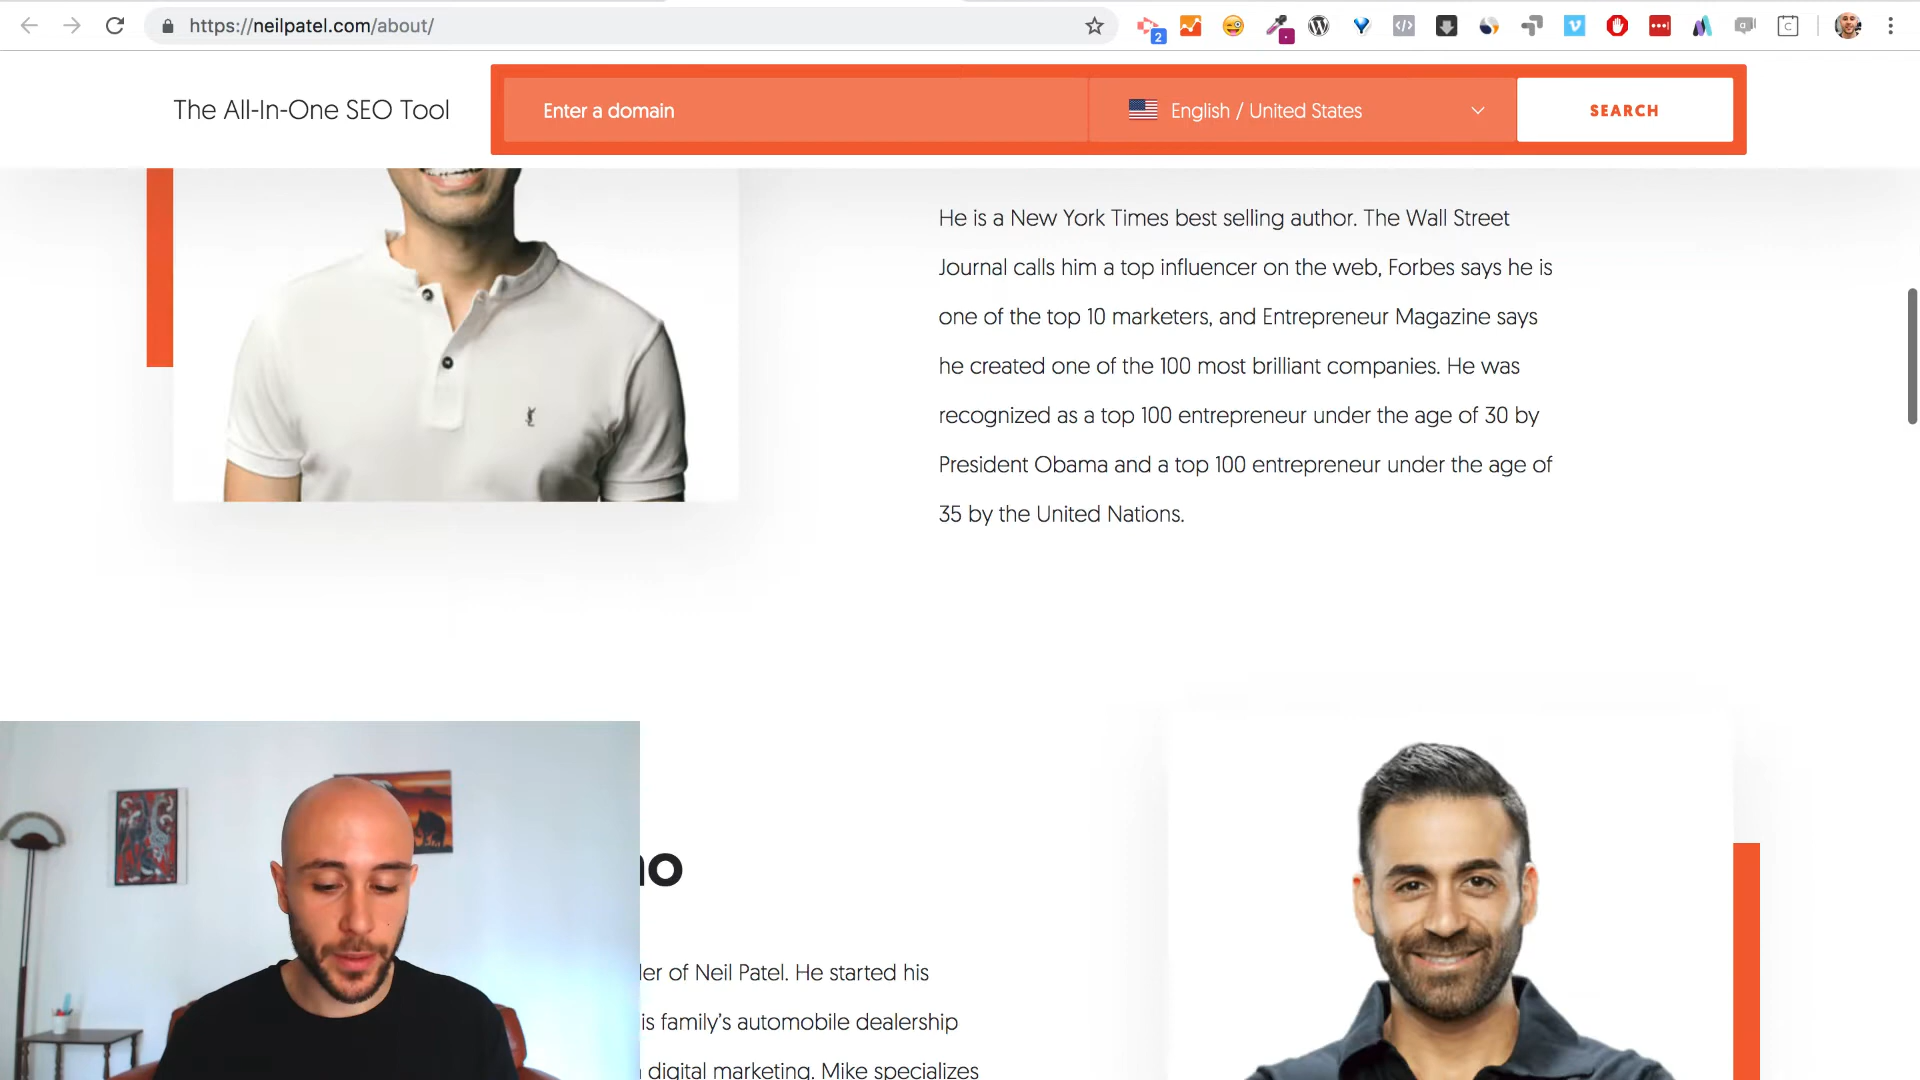 https://neilpatel.com/about/
2
The All-In-One SEO Tool
Enter a domain
English / United States
SEARCH
He is a New York Times best selling author. The Wall Street
Journal calls him a top influencer on the web, Forbes says he is
one of the top 10 marketers, and Entrepreneur Magazine says
he created one of the 100 most brilliant companies. He was
recognized as a top 100 entrepreneur under the age of 30 by
President Obama and a top 100 entrepreneur under the age of
35 by the United Nations.
of Neil Patel. He started his
family's automobile dealership
digital marketing. Mike specializes